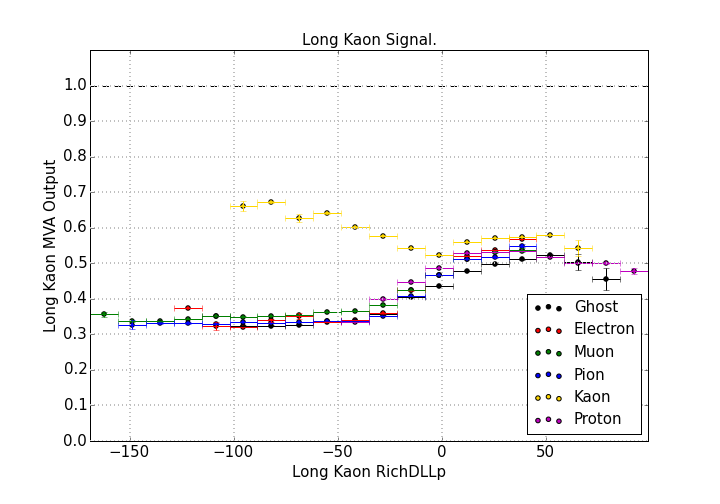 Long Kaon Signal.
1.0
0.9
0.8
0.7
0.6
0.5
0.4
0.3
0.2
0.1
0.0
Long Kaon MVA Output
Ghost
Electron
Muon
Pion
Kaon
Proton
−150 −100 −50 0 50
Long Kaon RichDLLp